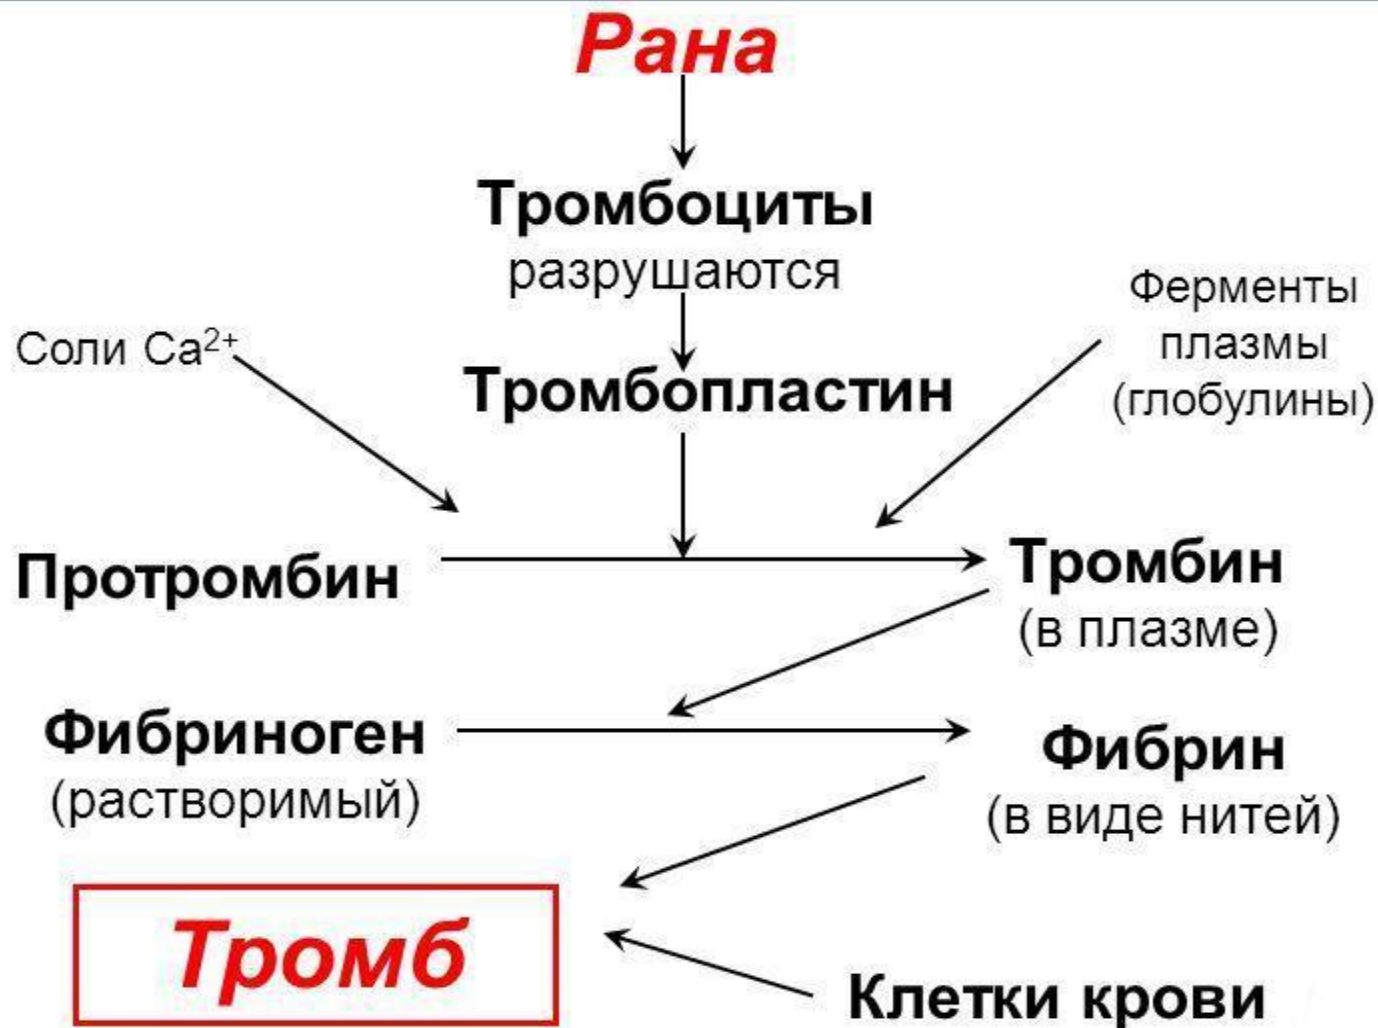 Рана
Тромбоциты
разрушаются
Ферменты
плазмы
(глобулины)
Соли Ca²⁺
Тромбопластин
Протромбин
Тромбин
(в плазме)
Фибриноген
(растворимый)
Фибрин
(в виде нитей)
Тромб
Клетки крови